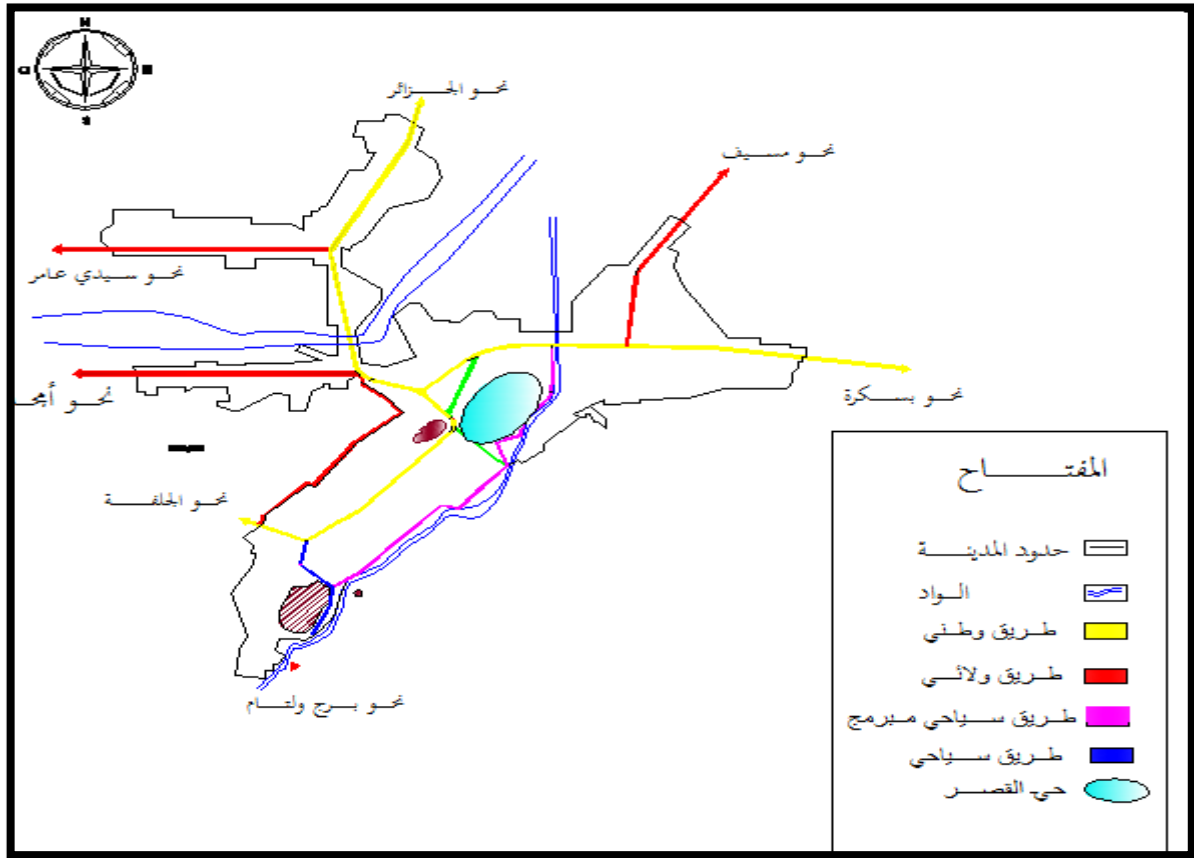 N
نحو الجزائر
نحو مسيف
نحو سيدي عامر
نحو بسكرة
نحو أمجـ
نحو الجلفة
نحو برج ولتام
المفتاح
حدود المدينة
الواد
طريق وطني
طريق ولائي
طريق سياحي مبرمج
طريق سياحي
حي القصر